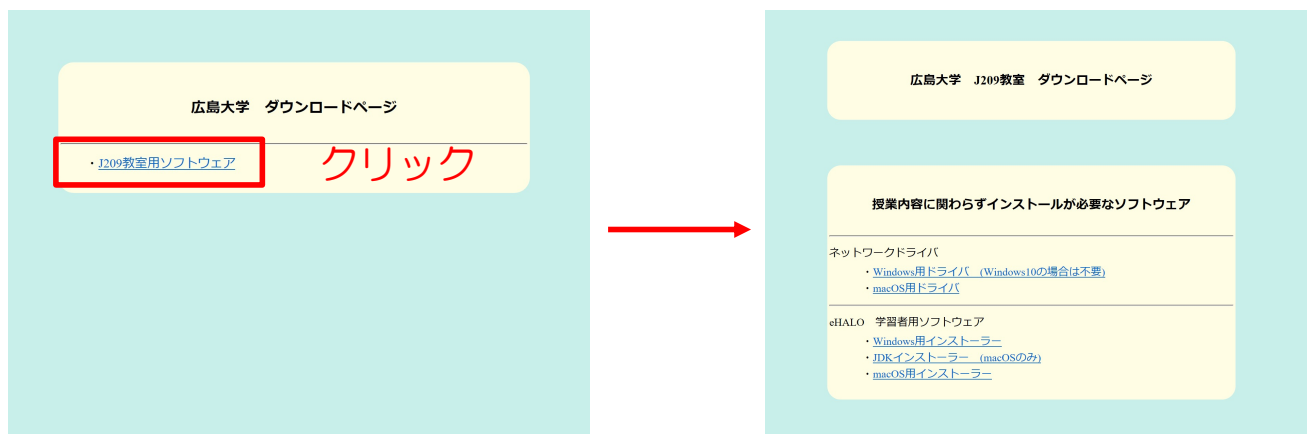 広島大学　ダウンロードページ
・J209教室用ソフトウェア
クリック
広島大学　J209教室　ダウンロードページ
授業内容に関わらずインストールが必要なソフトウェア
ネットワークドライバ
・Windows用ドライバ　(Windows10の場合は不要)
・macOS用ドライバ
eHALO　学習者用ソフトウェア
・Windows用インストーラー
・JDKインストーラー　(macOSのみ)
・macOS用インストーラー